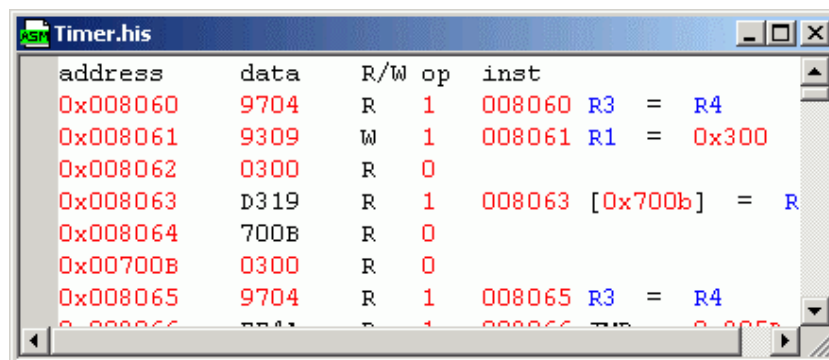 ASM Timer.his
address data R/W op inst
0x008060 9704 R 1 008060 R3 = R4
0x008061 9309 W 1 008061 R1 = 0x300
0x008062 0300 R 0
0x008063 D319 R 1 008063 [0x700b] = R
0x008064 700B R 0
0x00700B 0300 R 0
0x008065 9704 R 1 008065 R3 = R4